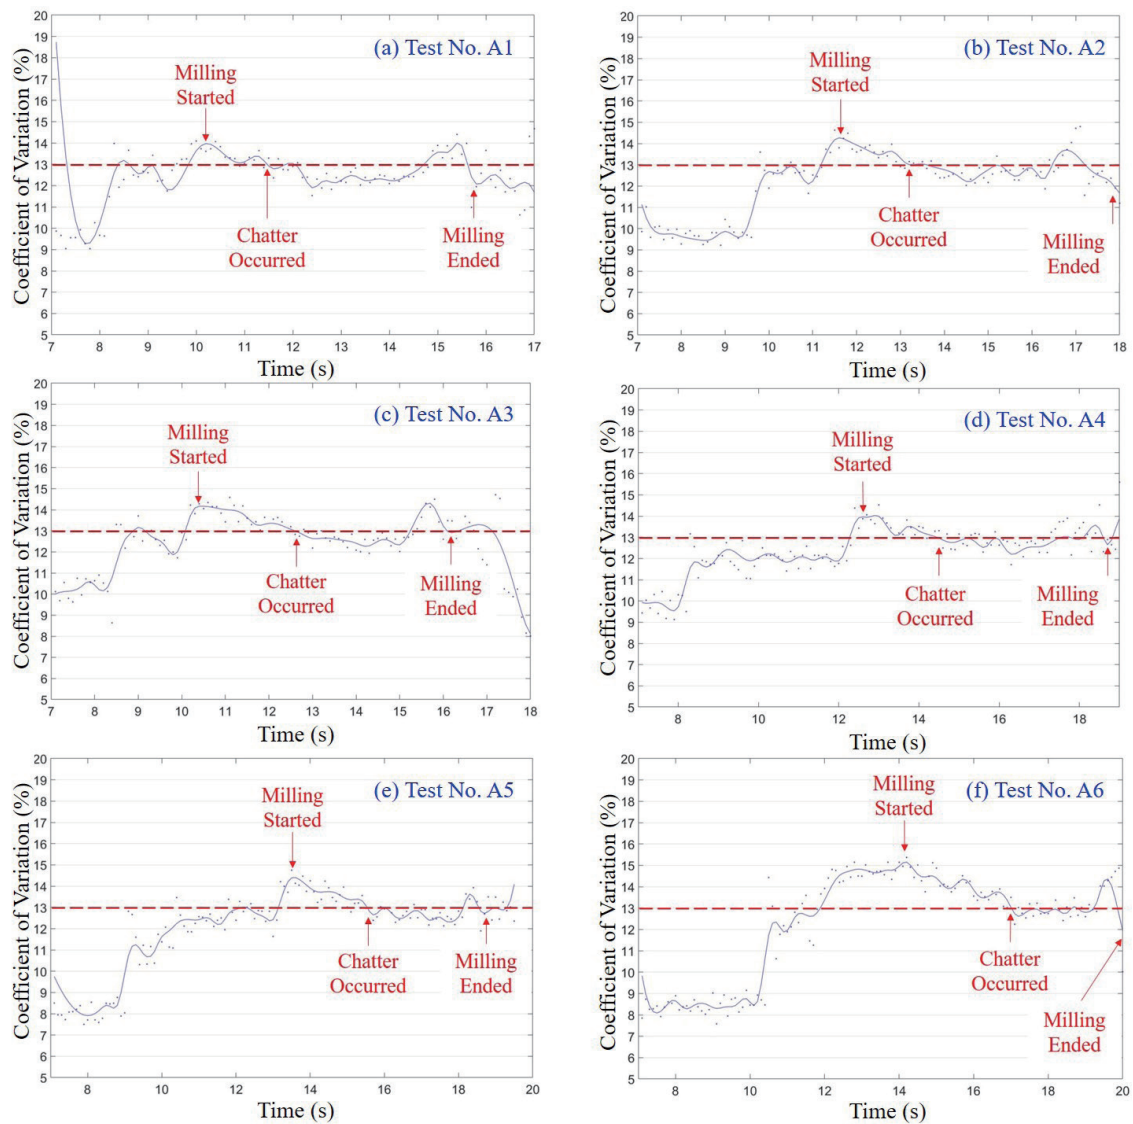 20
19
18
17
16
15
14
13
12
11
10
9
8
7
6
5
Coefficient of Variation (%)
(a) Test No. A1
Milling
Started
Chatter
Occurred
Milling
Ended
7 8 9 10 11 12 13 14 15 16 17
Time (s)
20
19
18
17
16
15
14
13
12
11
10
9
8
7
6
5
Coefficient of Variation (%)
(b) Test No. A2
Milling
Started
Chatter
Occurred
Milling
Ended
7 8 9 10 11 12 13 14 15 16 17 18
Time (s)
20
19
18
17
16
15
14
13
12
11
10
9
8
7
6
5
Coefficient of Variation (%)
(c) Test No. A3
Milling
Started
Chatter
Occurred
Milling
Ended
7 8 9 10 11 12 13 14 15 16 17 18
Time (s)
20
19
18
17
16
15
14
13
12
11
10
9
8
7
6
5
Coefficient of Variation (%)
(d) Test No. A4
Milling
Started
Chatter
Occurred
Milling
Ended
8 10 12 14 16 18
Time (s)
20
19
18
17
16
15
14
13
12
11
10
9
8
7
6
5
Coefficient of Variation (%)
(e) Test No. A5
Milling
Started
Chatter
Occurred
Milling
Ended
8 10 12 14 16 18 20
Time (s)
20
19
18
17
16
15
14
13
12
11
10
9
8
7
6
5
Coefficient of Variation (%)
(f) Test No. A6
Milling
Started
Chatter
Occurred
Milling
Ended
8 10 12 14 16 18 20
Time (s)